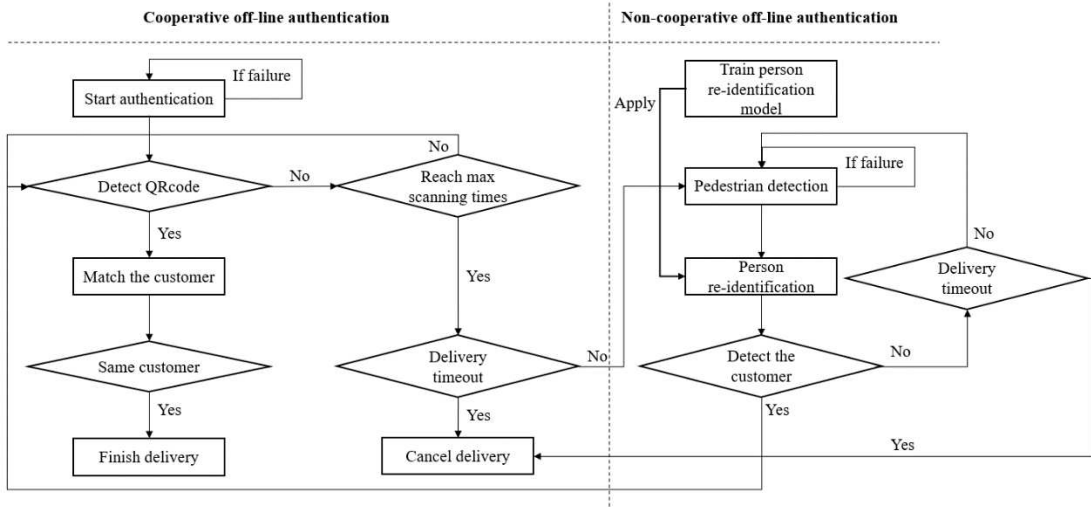 Cooperative off-line authentication
Non-cooperative off-line authentication
If failure
Start authentication
Train person
re-identification
model
Apply
No
No
Detect QRcode
No
Reach max
scanning times
If failure
Pedestrian detection
Yes
Match the customer
Yes
Person
re-identification
No
Delivery
timeout
Same customer
Delivery
timeout
No
Detect the
customer
No
Yes
Yes
Yes
Finish delivery
Cancel delivery
Yes